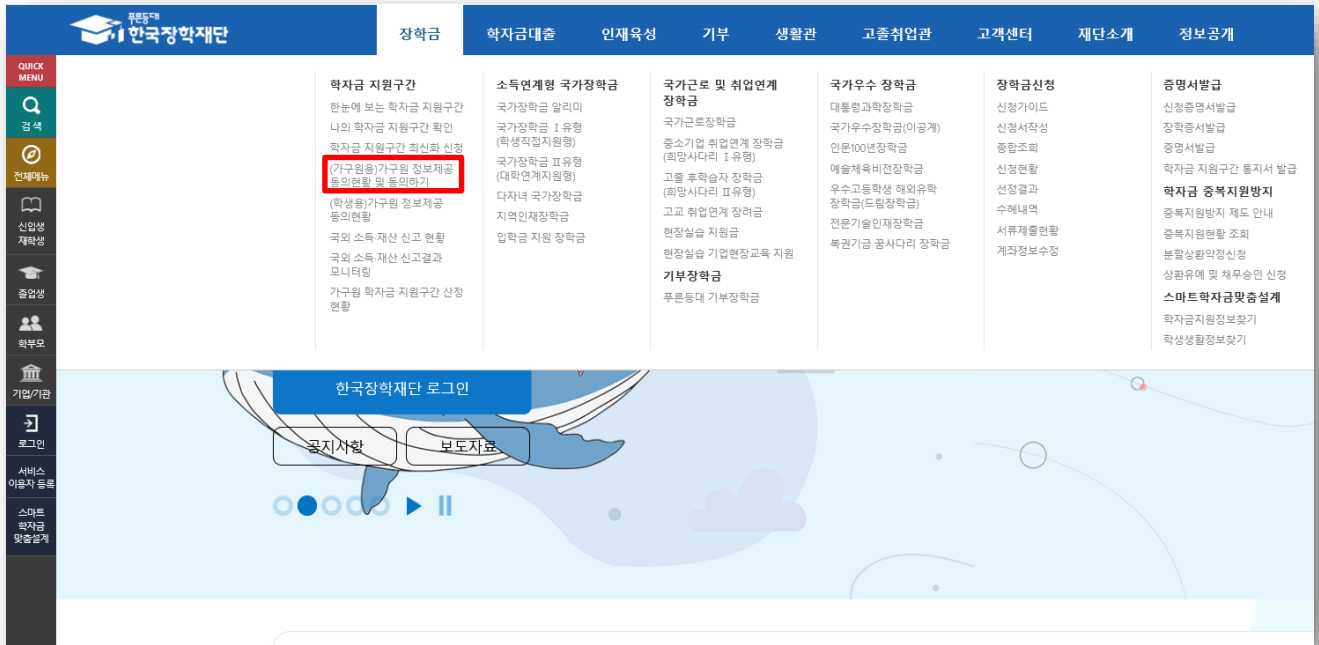 푸른등대
한국장학재단
장학금
학자금대출
인재육성
기부
생활관
고졸취업관
고객센터
재단소개
정보공개
QUICK
MENU
검색
전체메뉴
신입생
재학생
졸업생
학부모
기업/기관
로그인
서비스
이용자 등록
스마트
학자금
맞춤설계
학자금 지원구간
한눈에 보는 학자금 지원구간
나의 학자금 지원구간 확인
학자금 지원구간 최신화 신청
(가구원용)가구원 정보제공
동의현황 및 동의하기
(학생용)가구원 정보제공
동의현황
국외 소득·재산 신고 현황
국외 소득·재산 신고결과
모니터링
가구원 학자금 지원구간 산정
현황
소득연계형 국가장학금
국가장학금 알리미
국가장학금 Ⅰ유형
(학생직접지원형)
국가장학금 Ⅱ유형
(대학연계지원형)
다자녀 국가장학금
지역인재장학금
입학금 지원 장학금
국가근로 및 취업연계
장학금
국가근로장학금
중소기업 취업연계 장학금
(희망사다리 Ⅰ유형)
고졸 후학습자 장학금
(희망사다리 Ⅱ유형)
고교 취업연계 장려금
현장실습 지원금
현장실습 기업현장교육 지원
기부장학금
푸른등대 기부장학금
국가우수 장학금
대통령과학장학금
국가우수장학금(이공계)
인문100년장학금
예술체육비전장학금
우수고등학생 해외유학
장학금(드림장학금)
전문기술인재장학금
복권기금 꿈사다리 장학금
장학금신청
신청가이드
신청서작성
종합조회
신청현황
선정결과
수혜내역
서류제출현황
계좌정보수정
증명서발급
신청증명서발급
장학증서발급
증명서발급
학자금 지원구간 통지서 발급
학자금 중복지원방지
중복지원방지 제도 안내
중복지원현황 조회
분할상환약정신청
상환유예 및 채무승인 신청
스마트학자금맞춤설계
학자금지원정보찾기
학생생활정보찾기
한국장학재단 로그인
공지사항
보도자료